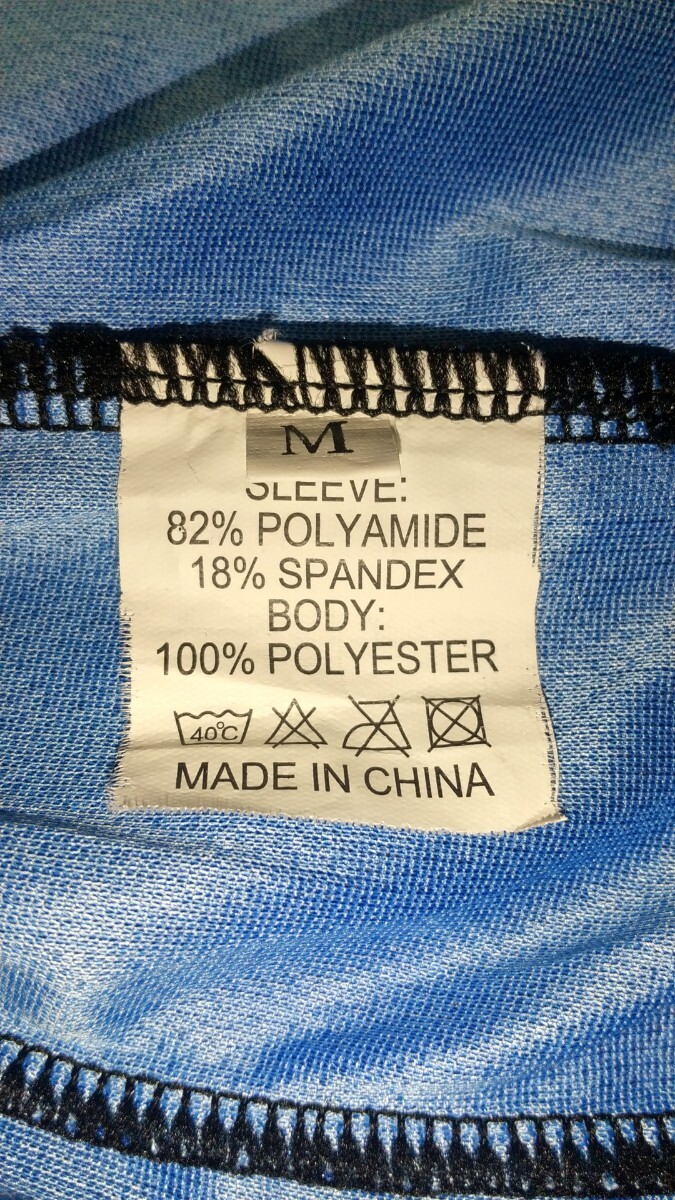 M
SLEEVE:
82% POLYAMIDE
18% SPANDEX
BODY:
100% POLYESTER
40°C
MADE IN CHINA